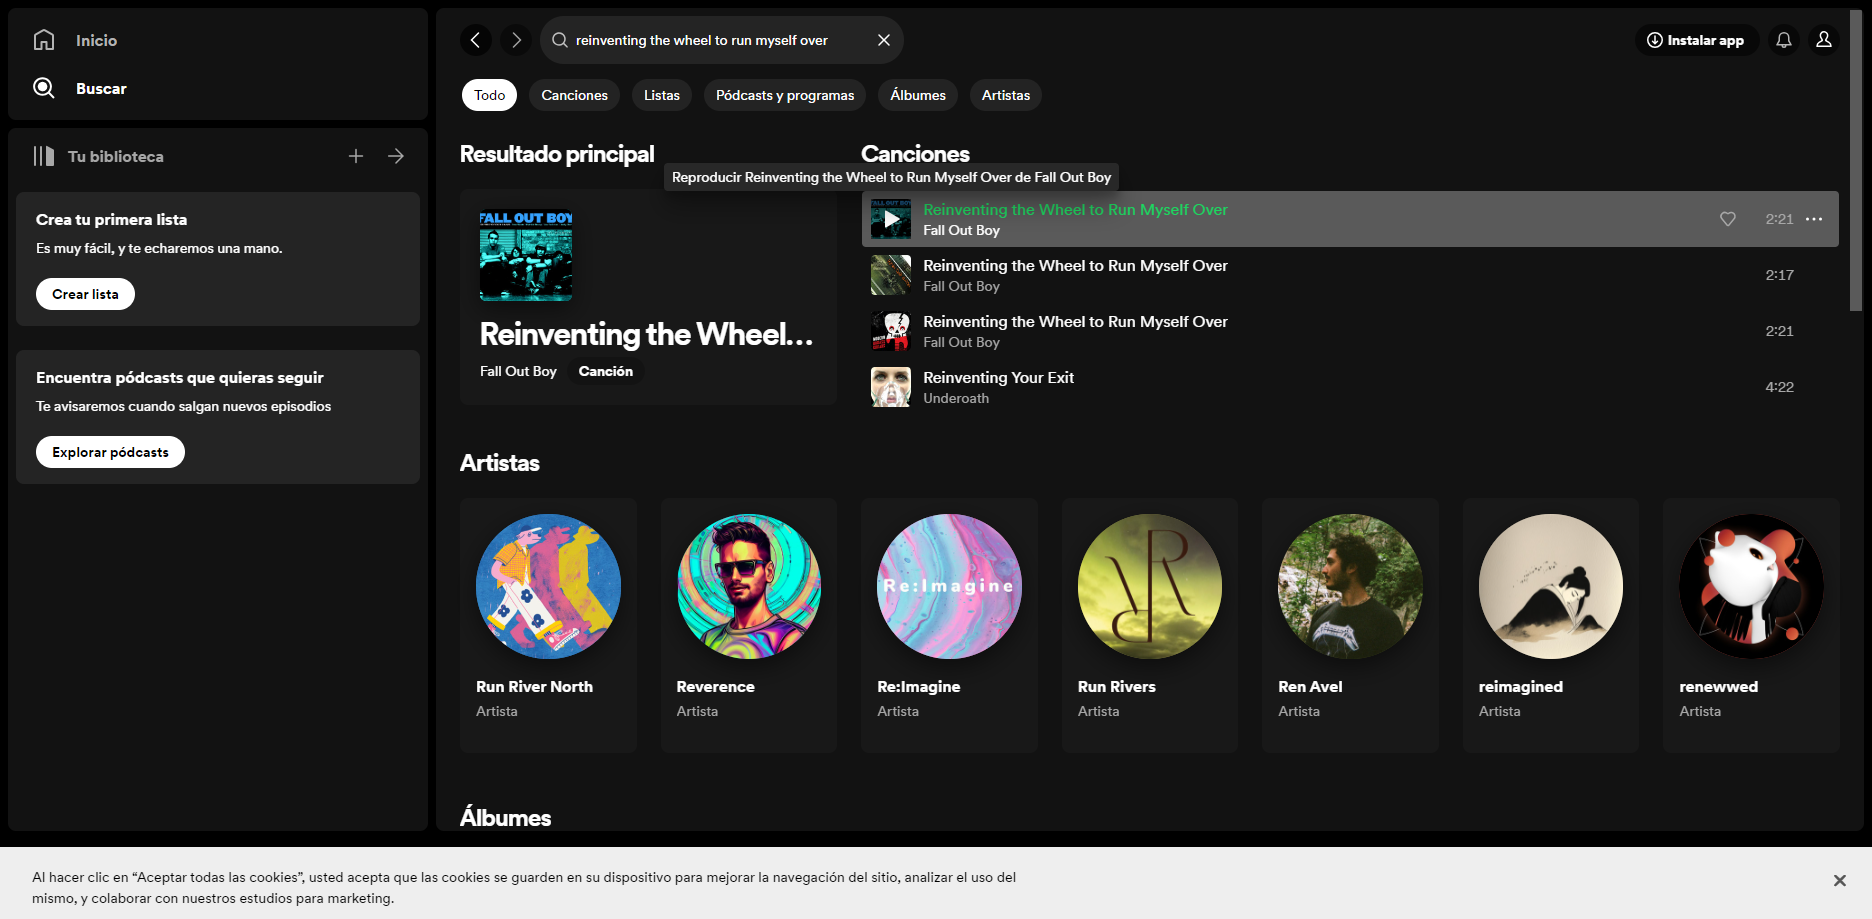 Inicio
Buscar
Tu biblioteca
Crea tu primera lista
Es muy fácil, y te echaremos una mano.
Crear lista
Encuentra pódcasts que quieras seguir
Te avisaremos cuando salgan nuevos episodios
Explorar pódcasts
reinventing the wheel to run myself over
Instalar app
Todo
Canciones
Listas
Pódcasts y programas
Álbumes
Artistas
Resultado principal
FALL OUT BOY
Reinventing the Wheel...
Fall Out Boy
Canción
Canciones
Reproducir Reinventing the Wheel to Run Myself Over de Fall Out Boy
Reinventing the Wheel to Run Myself Over
Fall Out Boy
2:21
Reinventing the Wheel to Run Myself Over
Fall Out Boy
2:17
Reinventing the Wheel to Run Myself Over
Fall Out Boy
2:21
Reinventing Your Exit
Underoath
4:22
Artistas
Run River North
Artista
Reverence
Artista
Re:Imagine
Re:Imagine
Artista
Run Rivers
Artista
Ren Avel
Artista
reimagined
Artista
renewwed
Artista
Álbumes
Al hacer clic en “Aceptar todas las cookies”, usted acepta que las cookies se guarden en su dispositivo para mejorar la navegación del sitio, analizar el uso del
mismo, y colaborar con nuestros estudios para marketing.